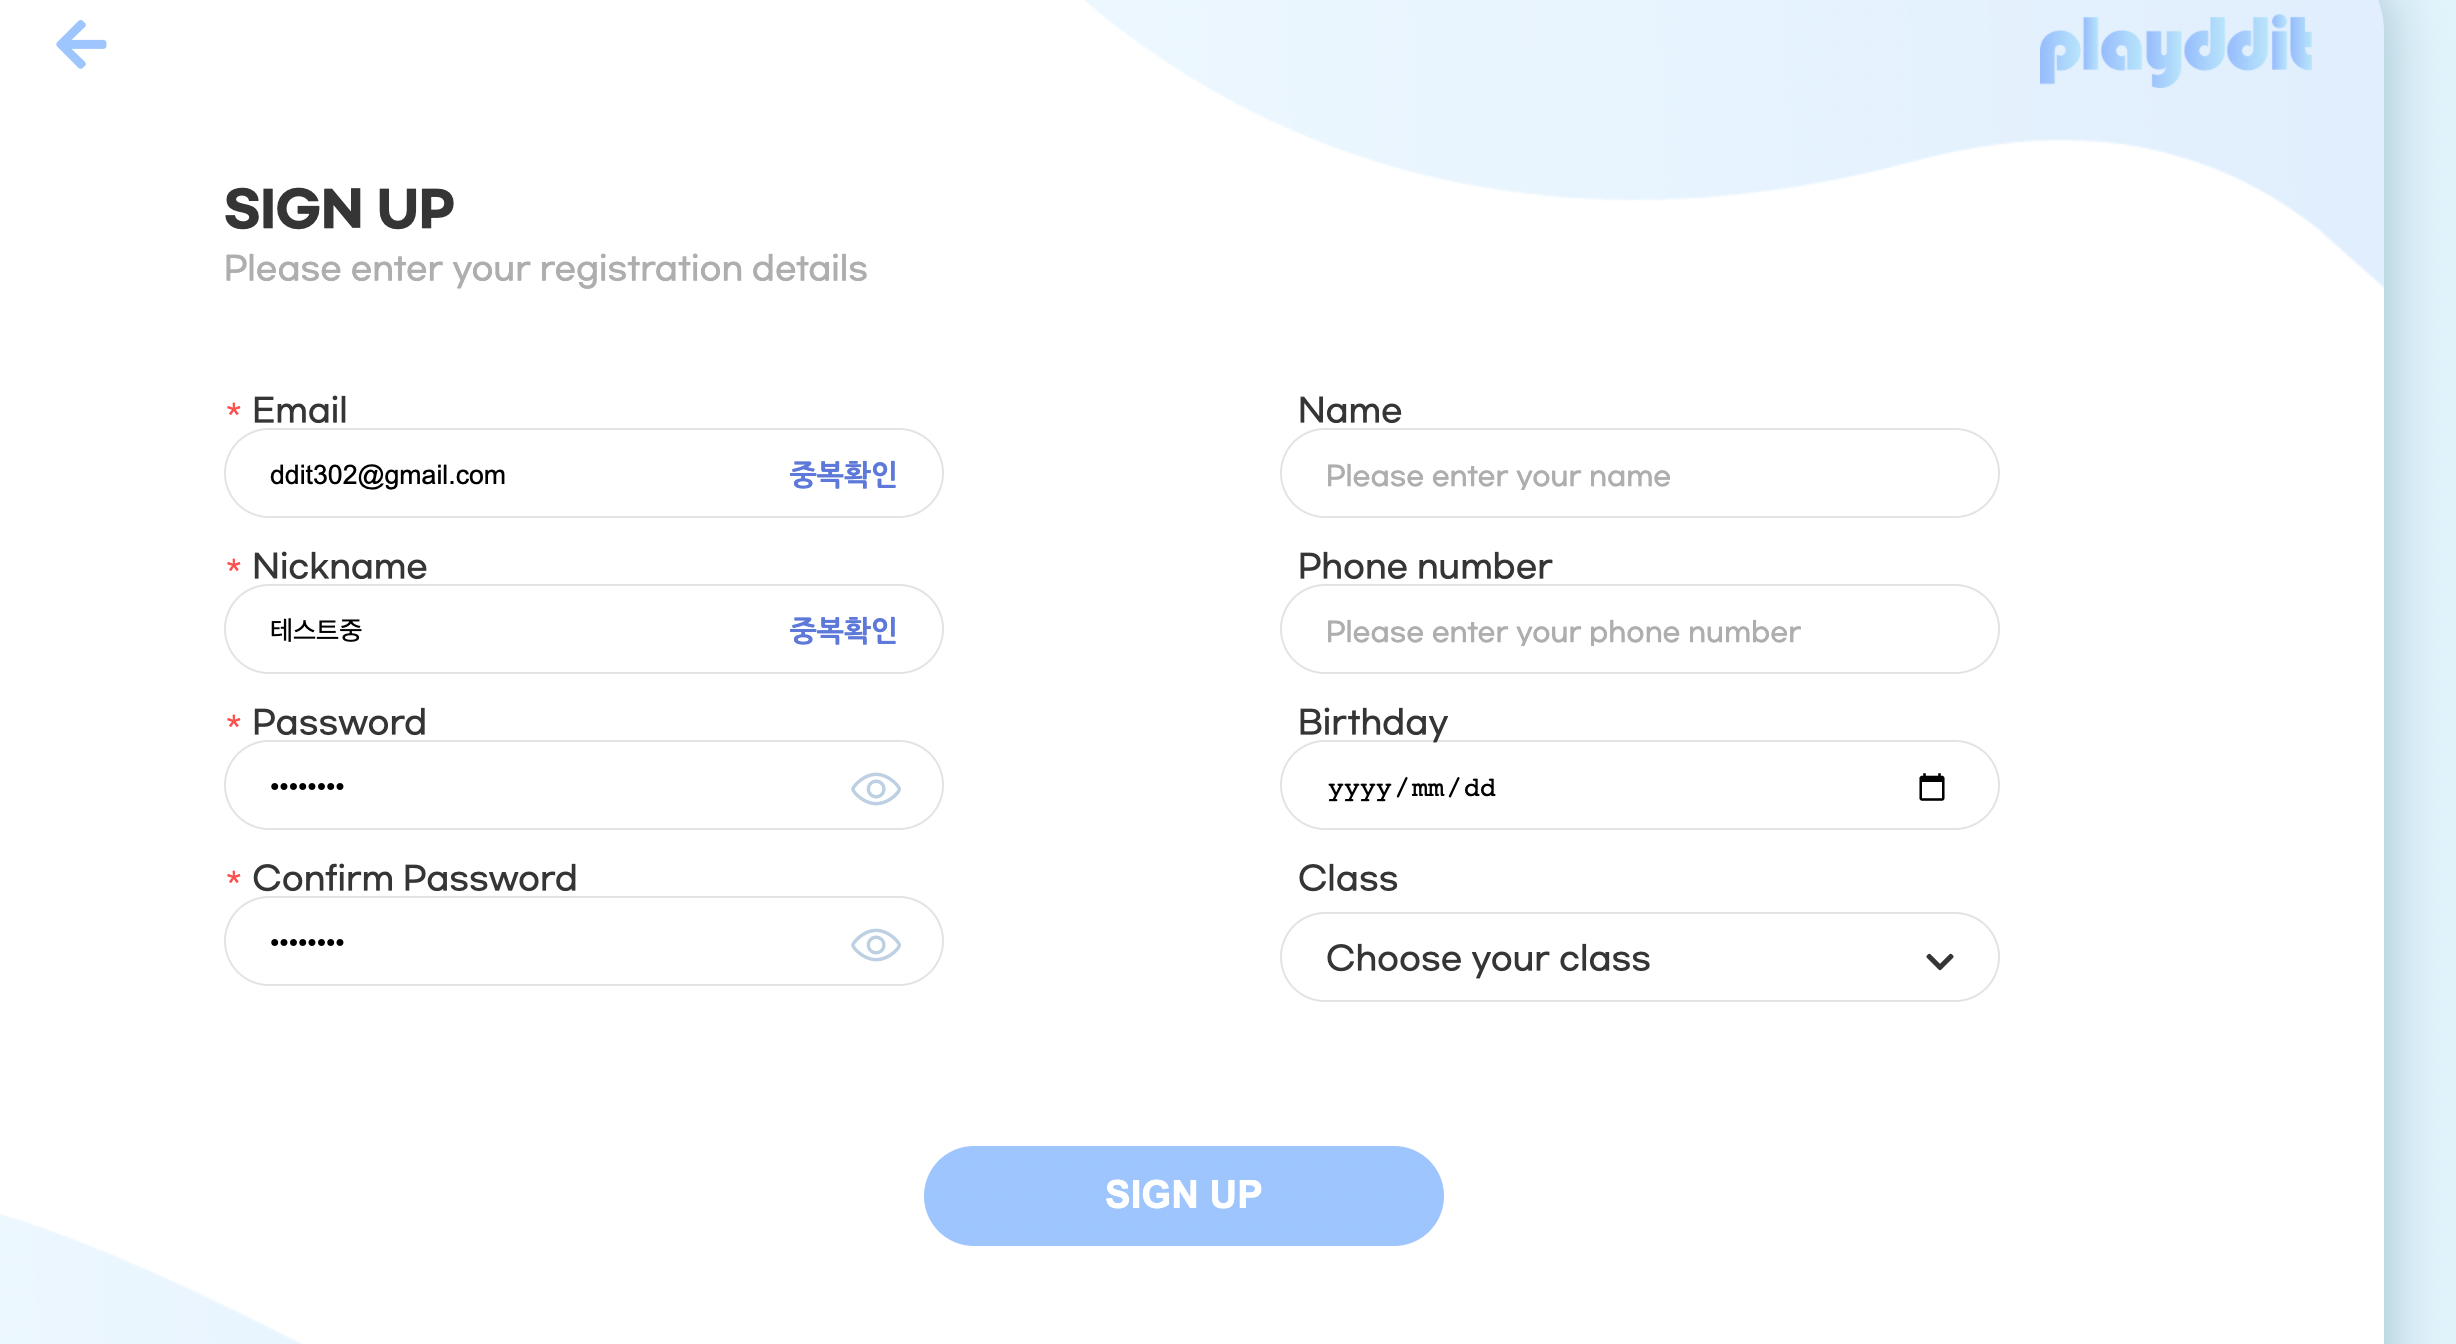 playddit
SIGN UP
Please enter your registration details
* Email
ddit302@gmail.com 중복확인
* Nickname
테스트중 중복확인
* Password
••••••••
* Confirm Password
••••••••
Name
Please enter your name
Phone number
Please enter your phone number
Birthday
yyyy/mm/dd
Class
Choose your class
SIGN UP